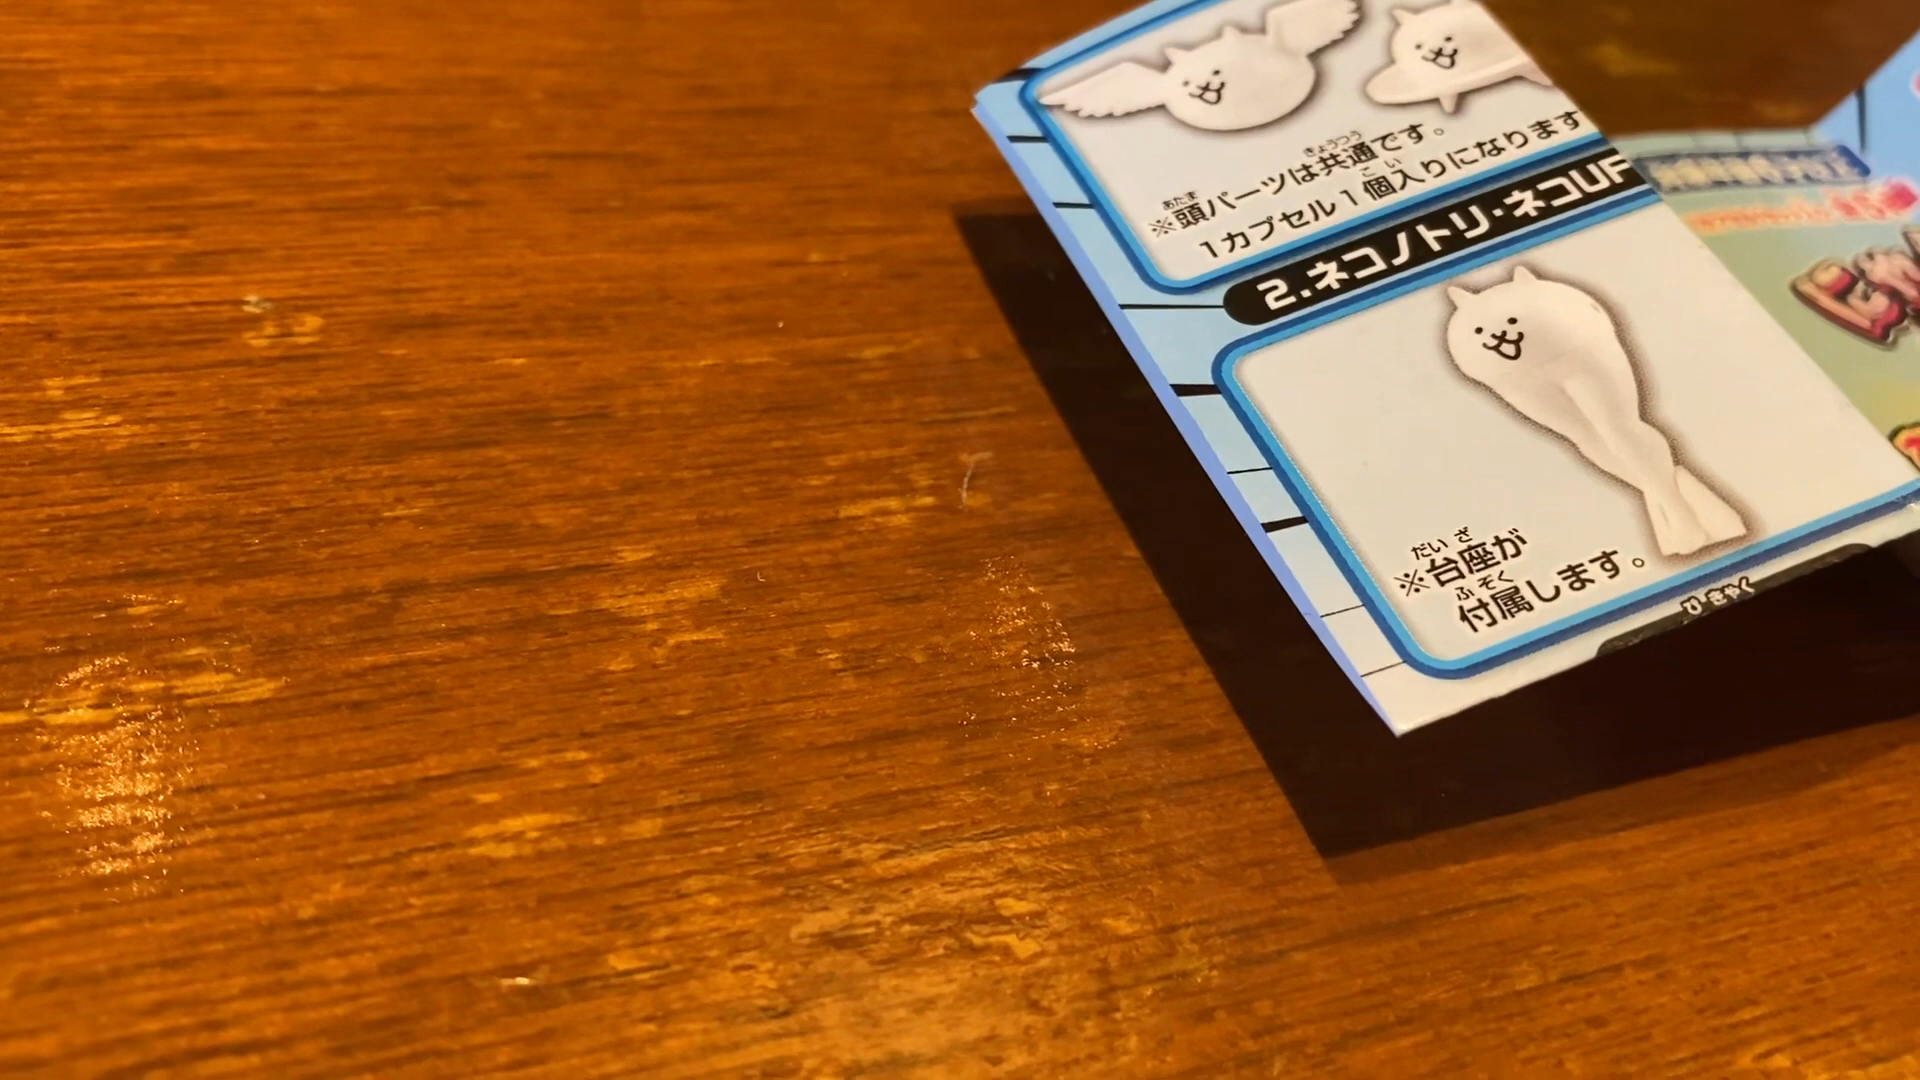 ※頭パーツは共通です。
1カプセル1個入りになります
2.ネコノトリ・ネコUF
※台座が
付属します。